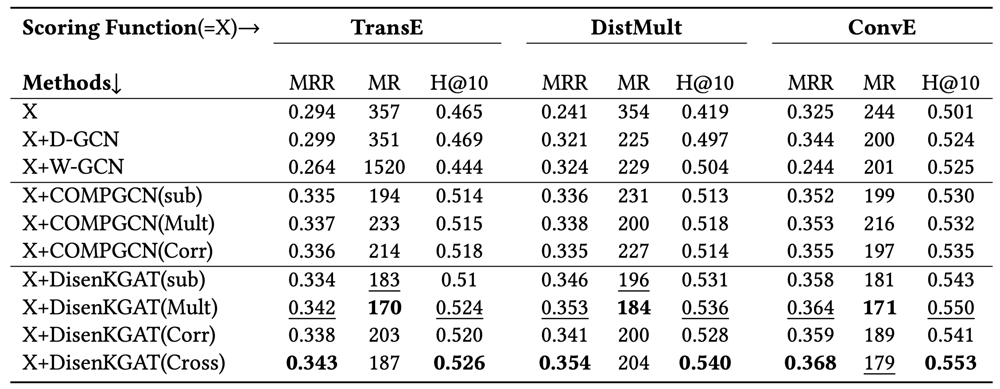 Scoring Function(=X)→ TransE DistMult ConvE
Methods↓ MRR MR H@10 MRR MR H@10 MRR MR H@10
X 0.294 357 0.465 0.241 354 0.419 0.325 244 0.501
X+D-GCN 0.299 351 0.469 0.321 225 0.497 0.344 200 0.524
X+W-GCN 0.264 1520 0.444 0.324 229 0.504 0.244 201 0.525
X+COMPGCN(sub) 0.335 194 0.514 0.336 231 0.513 0.352 199 0.530
X+COMPGCN(Mult) 0.337 233 0.515 0.338 200 0.518 0.353 216 0.532
X+COMPGCN(Corr) 0.336 214 0.518 0.335 227 0.514 0.355 197 0.535
X+DisenKGAT(sub) 0.334 183 0.51 0.346 196 0.531 0.358 181 0.543
X+DisenKGAT(Mult) 0.342 170 0.524 0.353 184 0.536 0.364 171 0.550
X+DisenKGAT(Corr) 0.338 203 0.520 0.341 200 0.528 0.359 189 0.541
X+DisenKGAT(Cross) 0.343 187 0.526 0.354 204 0.540 0.368 179 0.553